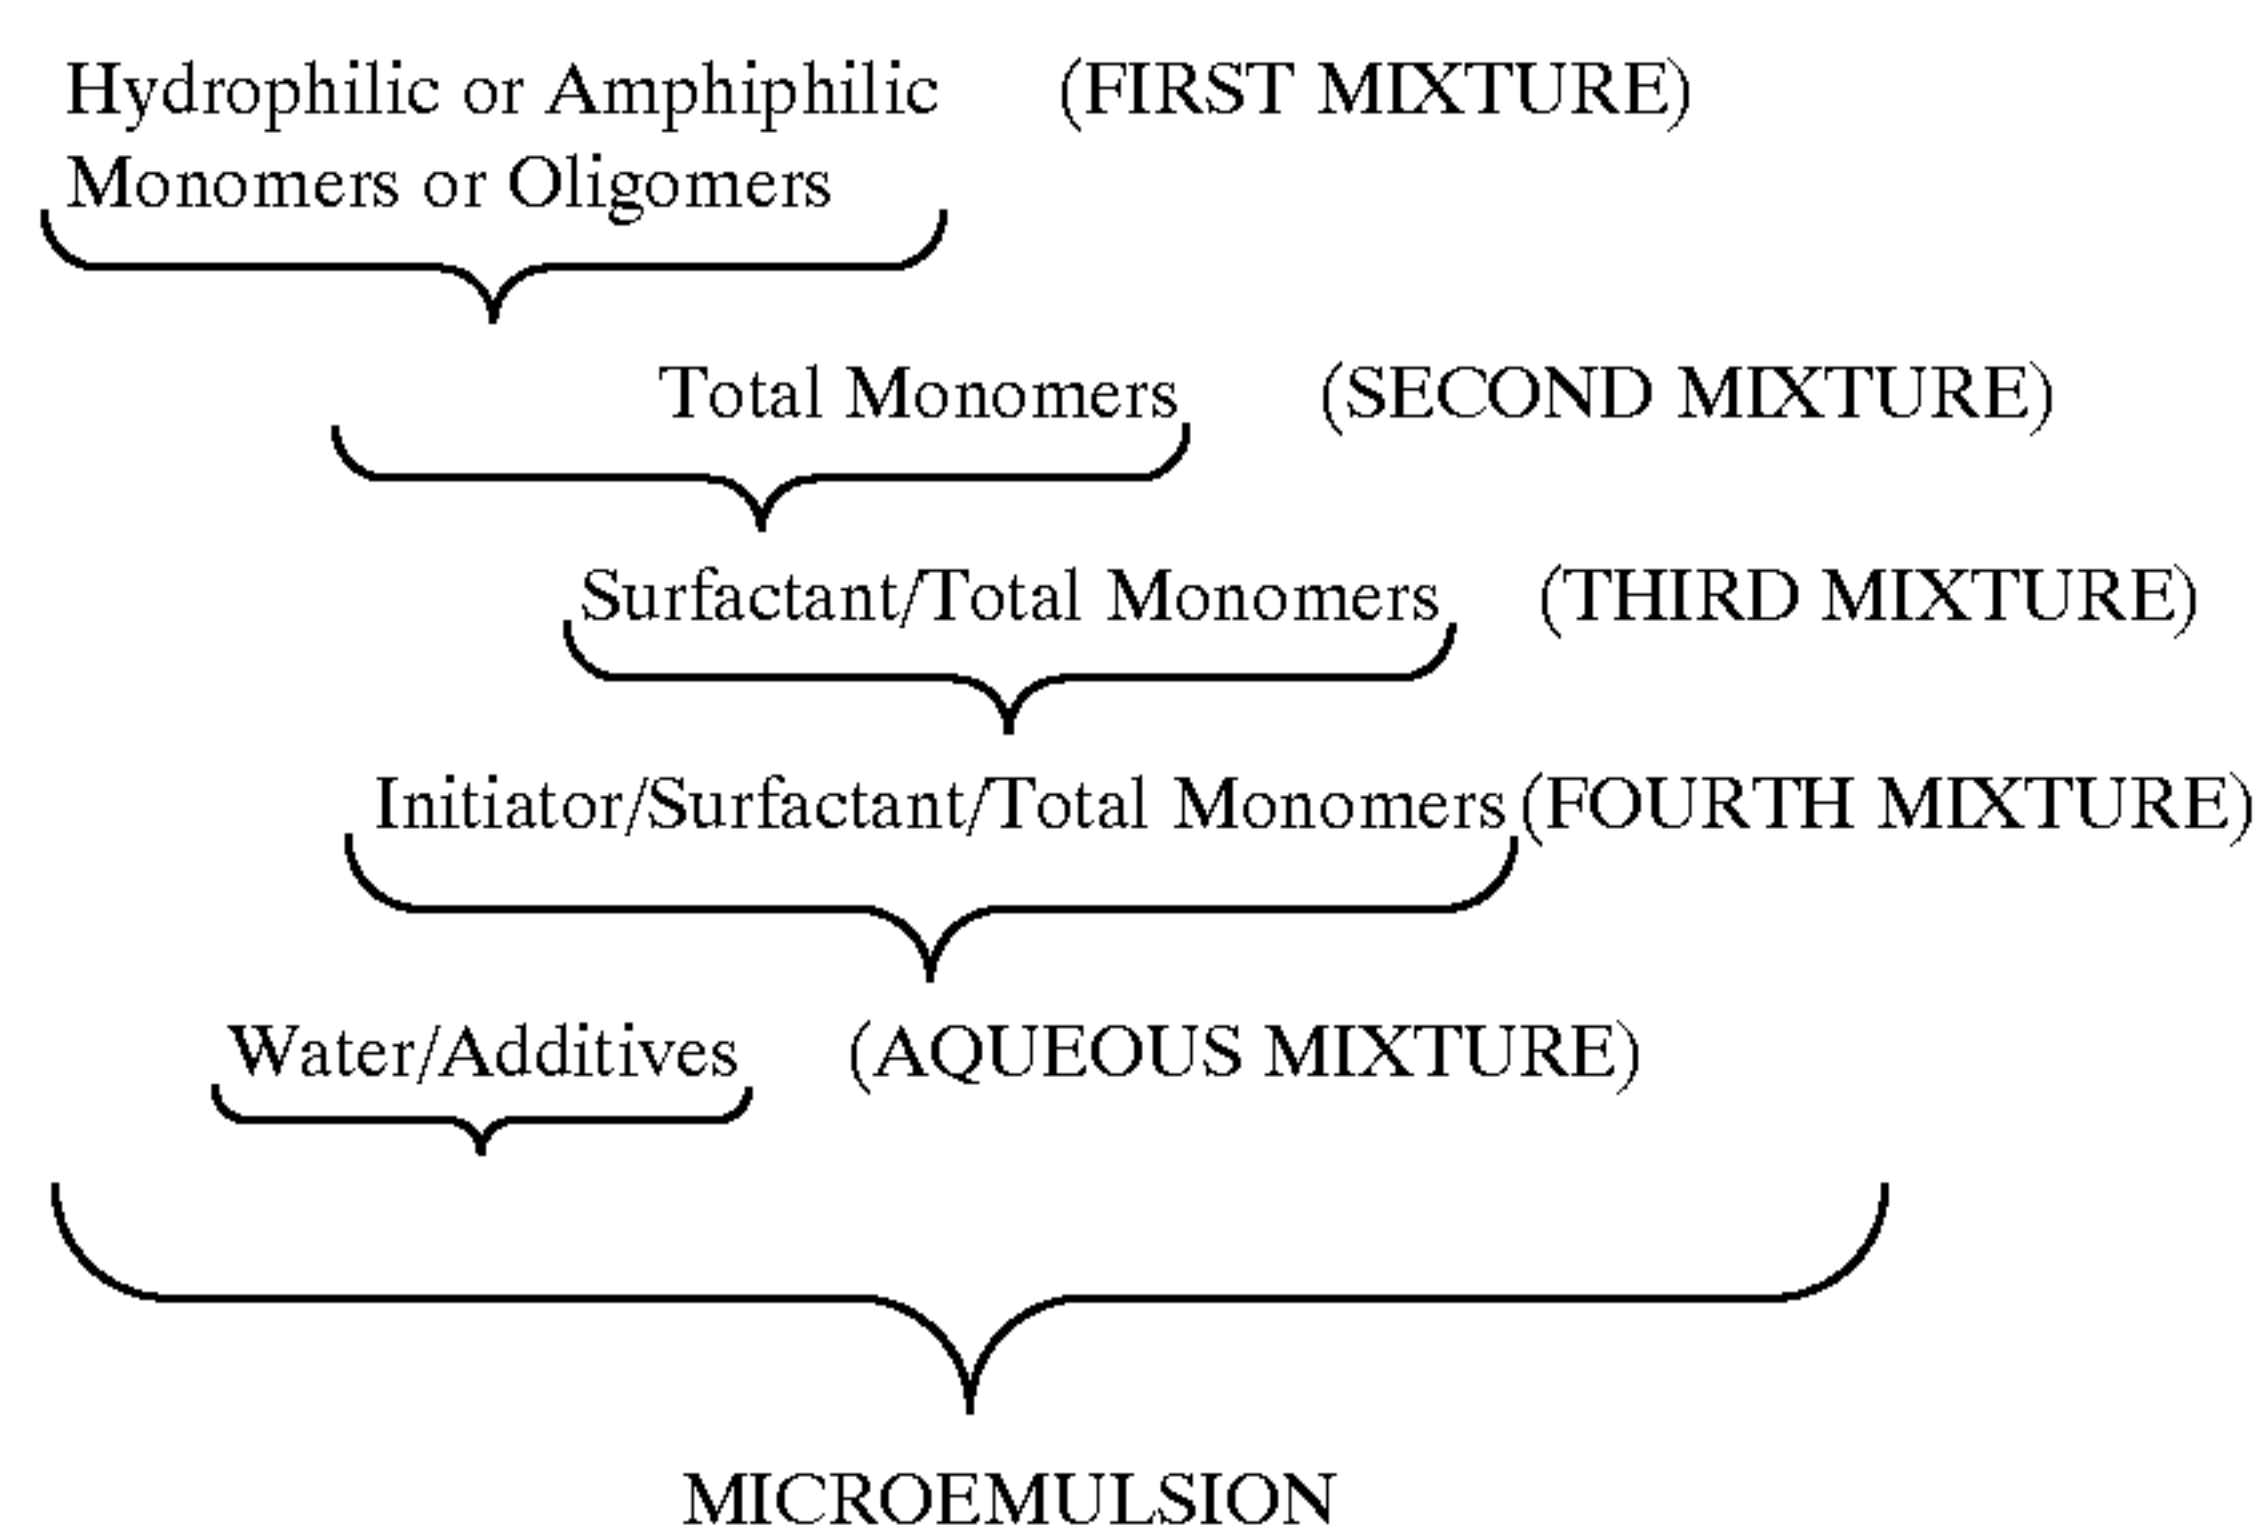 Hydrophilic or Amphiphilic (FIRST MIXTURE)
Monomers or Oligomers
Total Monomers (SECOND MIXTURE)
Surfactant/Total Monomers (THIRD MIXTURE)
Initiator/Surfactant/Total Monomers (FOURTH MIXTURE)
Water/Additives (AQUEOUS MIXTURE)
MICROEMULSION